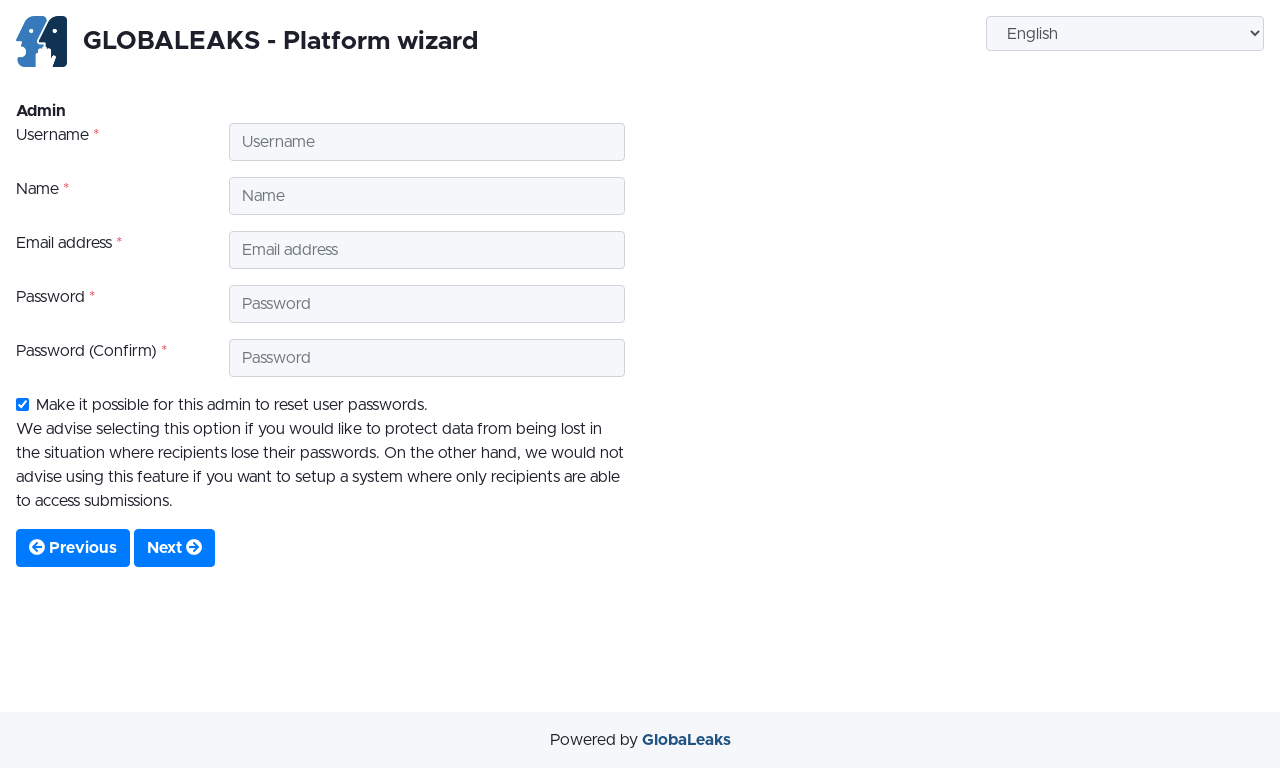 GLOBALEAKS - Platform wizard
English
Admin
Username *
Username
Name *
Name
Email address *
Email address
Password *
Password
Password (Confirm) *
Password
Make it possible for this admin to reset user passwords.
We advise selecting this option if you would like to protect data from being lost in
the situation where recipients lose their passwords. On the other hand, we would not
advise using this feature if you want to setup a system where only recipients are able
to access submissions.
Previous Next
Powered by GlobaLeaks